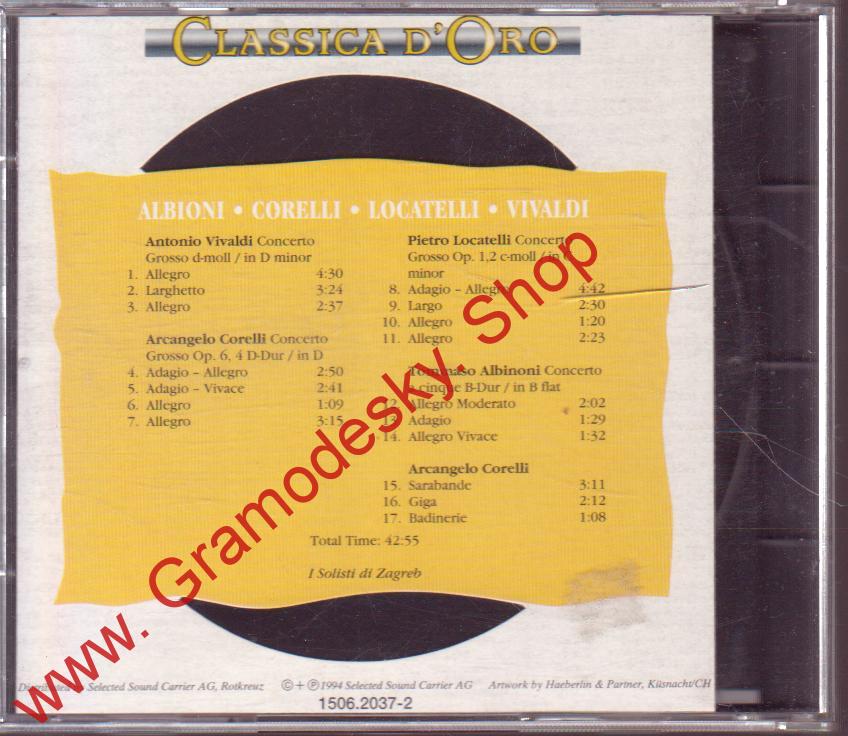 CLASSICA D'ORO
ALBIONI • CORELLI • LOCATELLI • VIVALDI
Antonio Vivaldi Concerto
Grosso d-moll / in D minor
1. Allegro 4:30
2. Larghetto 3:24
3. Allegro 2:37
Arcangelo Corelli Concerto
Grosso Op. 6, 4 D-Dur / in D
4. Adagio – Allegro 2:50
5. Adagio – Vivace 2:41
6. Allegro 1:09
7. Allegro 3:15
Pietro Locatelli Concerto
Grosso Op. 1,2 c-moll / in C
minor
8. Adagio – Allegro 4:42
9. Largo 2:30
10. Allegro 1:20
11. Allegro 2:23
Tommaso Albinoni Concerto
a cinque B-Dur / in B flat
12. Allegro Moderato 2:02
13. Adagio 1:29
14. Allegro Vivace 1:32
Arcangelo Corelli
15. Sarabande 3:11
16. Giga 2:12
17. Badinerie 1:08
Total Time: 42:55
I Solisti di Zagreb
Distributed by Selected Sound Carrier AG, Rotkreuz ©+℗1994 Selected Sound Carrier AG Artwork by Haeberlin & Partner, Küsnacht/CH
1506.2037-2
www. Gramodesky. Shop